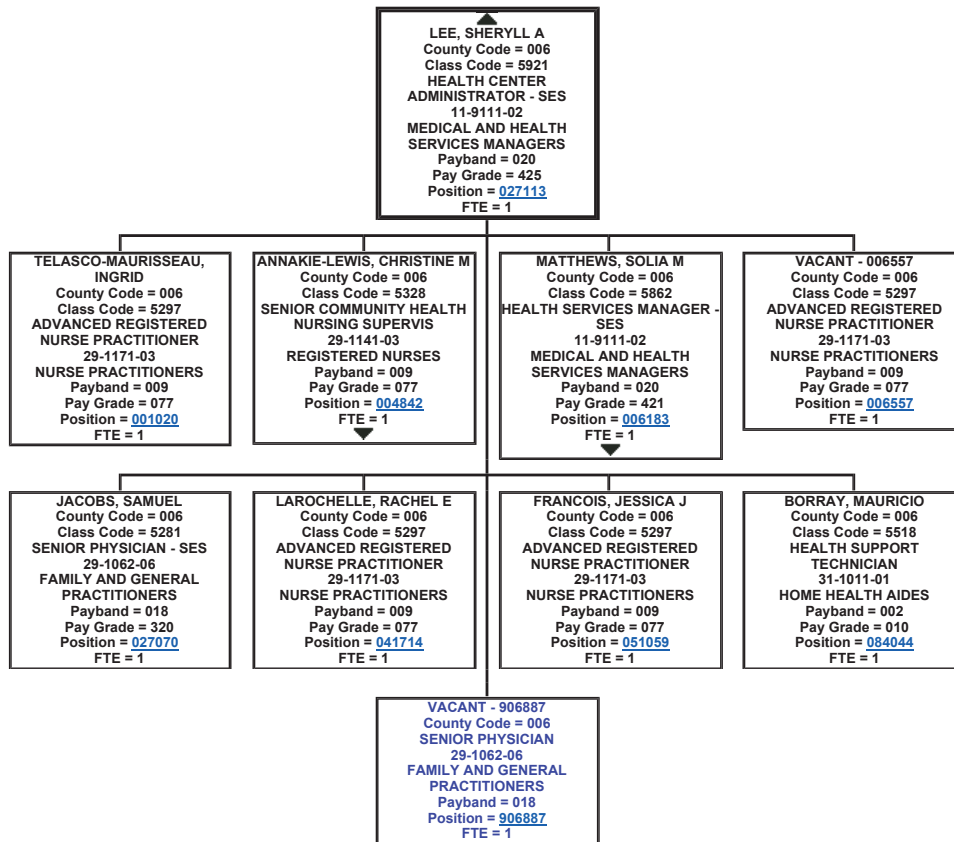 LEE, SHERYLL A
County Code = 006
Class Code = 5921
HEALTH CENTER
ADMINISTRATOR - SES
11-9111-02
MEDICAL AND HEALTH
SERVICES MANAGERS
Payband = 020
Pay Grade = 425
Position = 027113
FTE = 1
TELASCO-MAURISSEAU,
INGRID
County Code = 006
Class Code = 5297
ADVANCED REGISTERED
NURSE PRACTITIONER
29-1171-03
NURSE PRACTITIONERS
Payband = 009
Pay Grade = 077
Position = 001020
FTE = 1
ANNAKIE-LEWIS, CHRISTINE M
County Code = 006
Class Code = 5328
SENIOR COMMUNITY HEALTH
NURSING SUPERVIS
29-1141-03
REGISTERED NURSES
Payband = 009
Pay Grade = 077
Position = 004842
FTE = 1
MATTHEWS, SOLIA M
County Code = 006
Class Code = 5862
HEALTH SERVICES MANAGER -
SES
11-9111-02
MEDICAL AND HEALTH
SERVICES MANAGERS
Payband = 020
Pay Grade = 421
Position = 006183
FTE = 1
VACANT - 006557
County Code = 006
Class Code = 5297
ADVANCED REGISTERED
NURSE PRACTITIONER
29-1171-03
NURSE PRACTITIONERS
Payband = 009
Pay Grade = 077
Position = 006557
FTE = 1
JACOBS, SAMUEL
County Code = 006
Class Code = 5281
SENIOR PHYSICIAN - SES
29-1062-06
FAMILY AND GENERAL
PRACTITIONERS
Payband = 018
Pay Grade = 320
Position = 027070
FTE = 1
LAROCHELLE, RACHEL E
County Code = 006
Class Code = 5297
ADVANCED REGISTERED
NURSE PRACTITIONER
29-1171-03
NURSE PRACTITIONERS
Payband = 009
Pay Grade = 077
Position = 041714
FTE = 1
FRANCOIS, JESSICA J
County Code = 006
Class Code = 5297
ADVANCED REGISTERED
NURSE PRACTITIONER
29-1171-03
NURSE PRACTITIONERS
Payband = 009
Pay Grade = 077
Position = 051059
FTE = 1
BORRAY, MAURICIO
County Code = 006
Class Code = 5518
HEALTH SUPPORT
TECHNICIAN
31-1011-01
HOME HEALTH AIDES
Payband = 002
Pay Grade = 010
Position = 084044
FTE = 1
VACANT - 906887
County Code = 006
SENIOR PHYSICIAN
29-1062-06
FAMILY AND GENERAL
PRACTITIONERS
Payband = 018
Position = 906887
FTE = 1